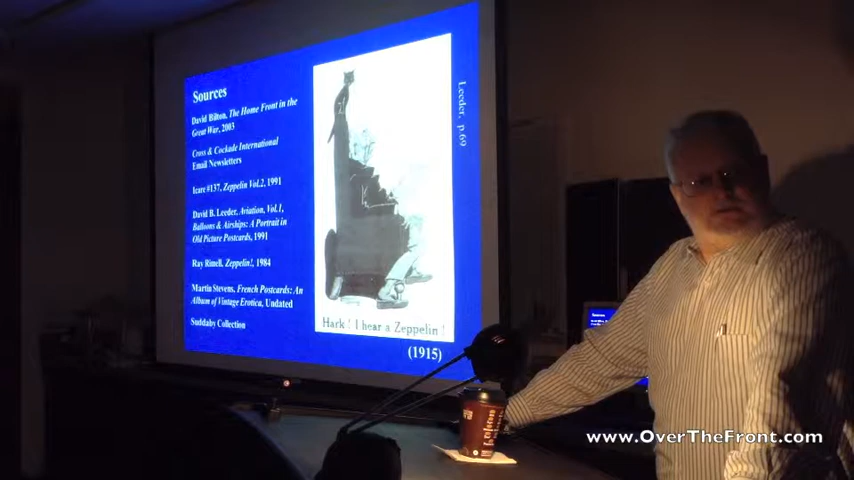 Sources
David Bilton, The Home Front in the
Great War, 2003
Cross & Cockade International
Email Newsletters
Icare #137, Zeppelin Vol.2, 1991
David B. Leeder, Aviation, Vol.1,
Balloons & Airships: A Portrait in
Old Picture Postcards, 1991
Ray Rimell, Zeppelin!, 1984
Martin Stevens, French Postcards: An
Album of Vintage Erotica, Undated
Suddaby Collection
Leeder, p.69
Hark! I hear a Zeppelin!
(1915)
www.OverTheFront.com